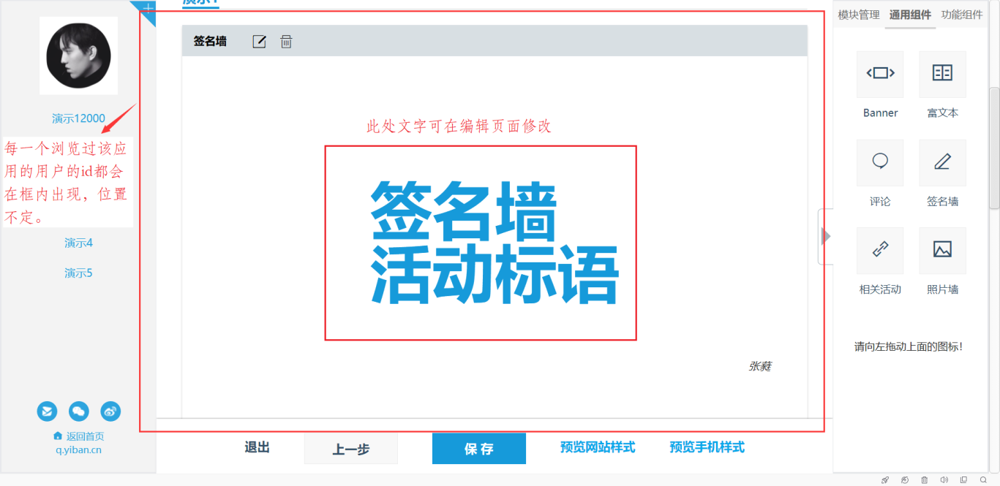 演示12000
每一个浏览过该应
用的用户的id都会
在框内出现，位置
不定。
演示4
演示5
返回首页
q.yiban.cn
签名墙
此处文字可在编辑页面修改
签名墙
活动标语
张蕤
退出
上一步
保 存
预览网站样式
预览手机样式
模块管理 通用组件 功能组件
Banner
富文本
评论
签名墙
相关活动
照片墙
请向左拖动上面的图标！